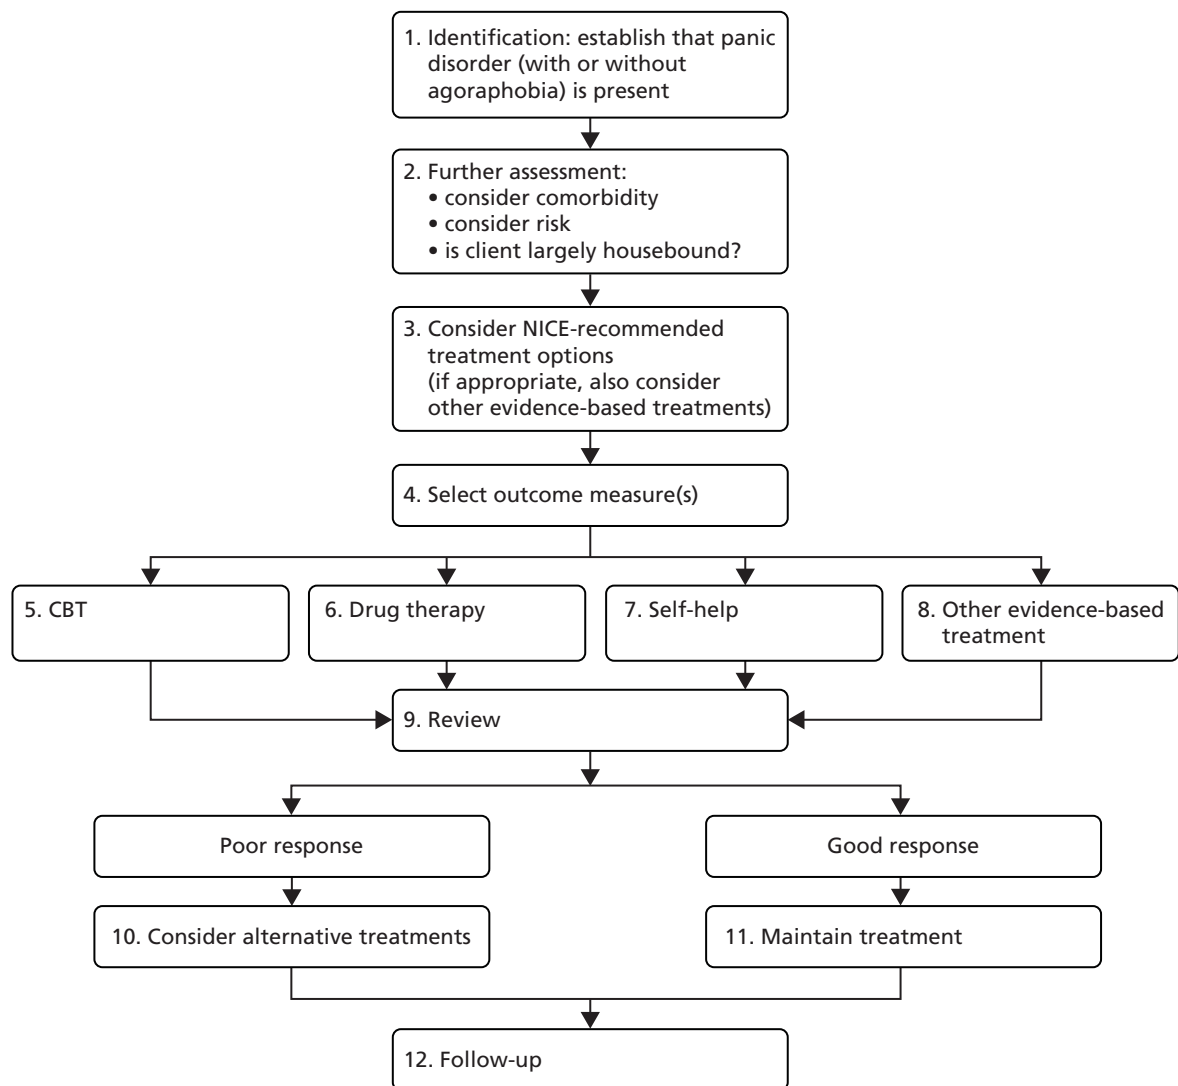 1. Identification: establish that panic
disorder (with or without
agoraphobia) is present
2. Further assessment:
• consider comorbidity
• consider risk
• is client largely housebound?
3. Consider NICE-recommended
treatment options
(if appropriate, also consider
other evidence-based treatments)
4. Select outcome measure(s)
5. CBT
6. Drug therapy
7. Self-help
8. Other evidence-based
treatment
9. Review
Poor response
Good response
10. Consider alternative treatments
11. Maintain treatment
12. Follow-up